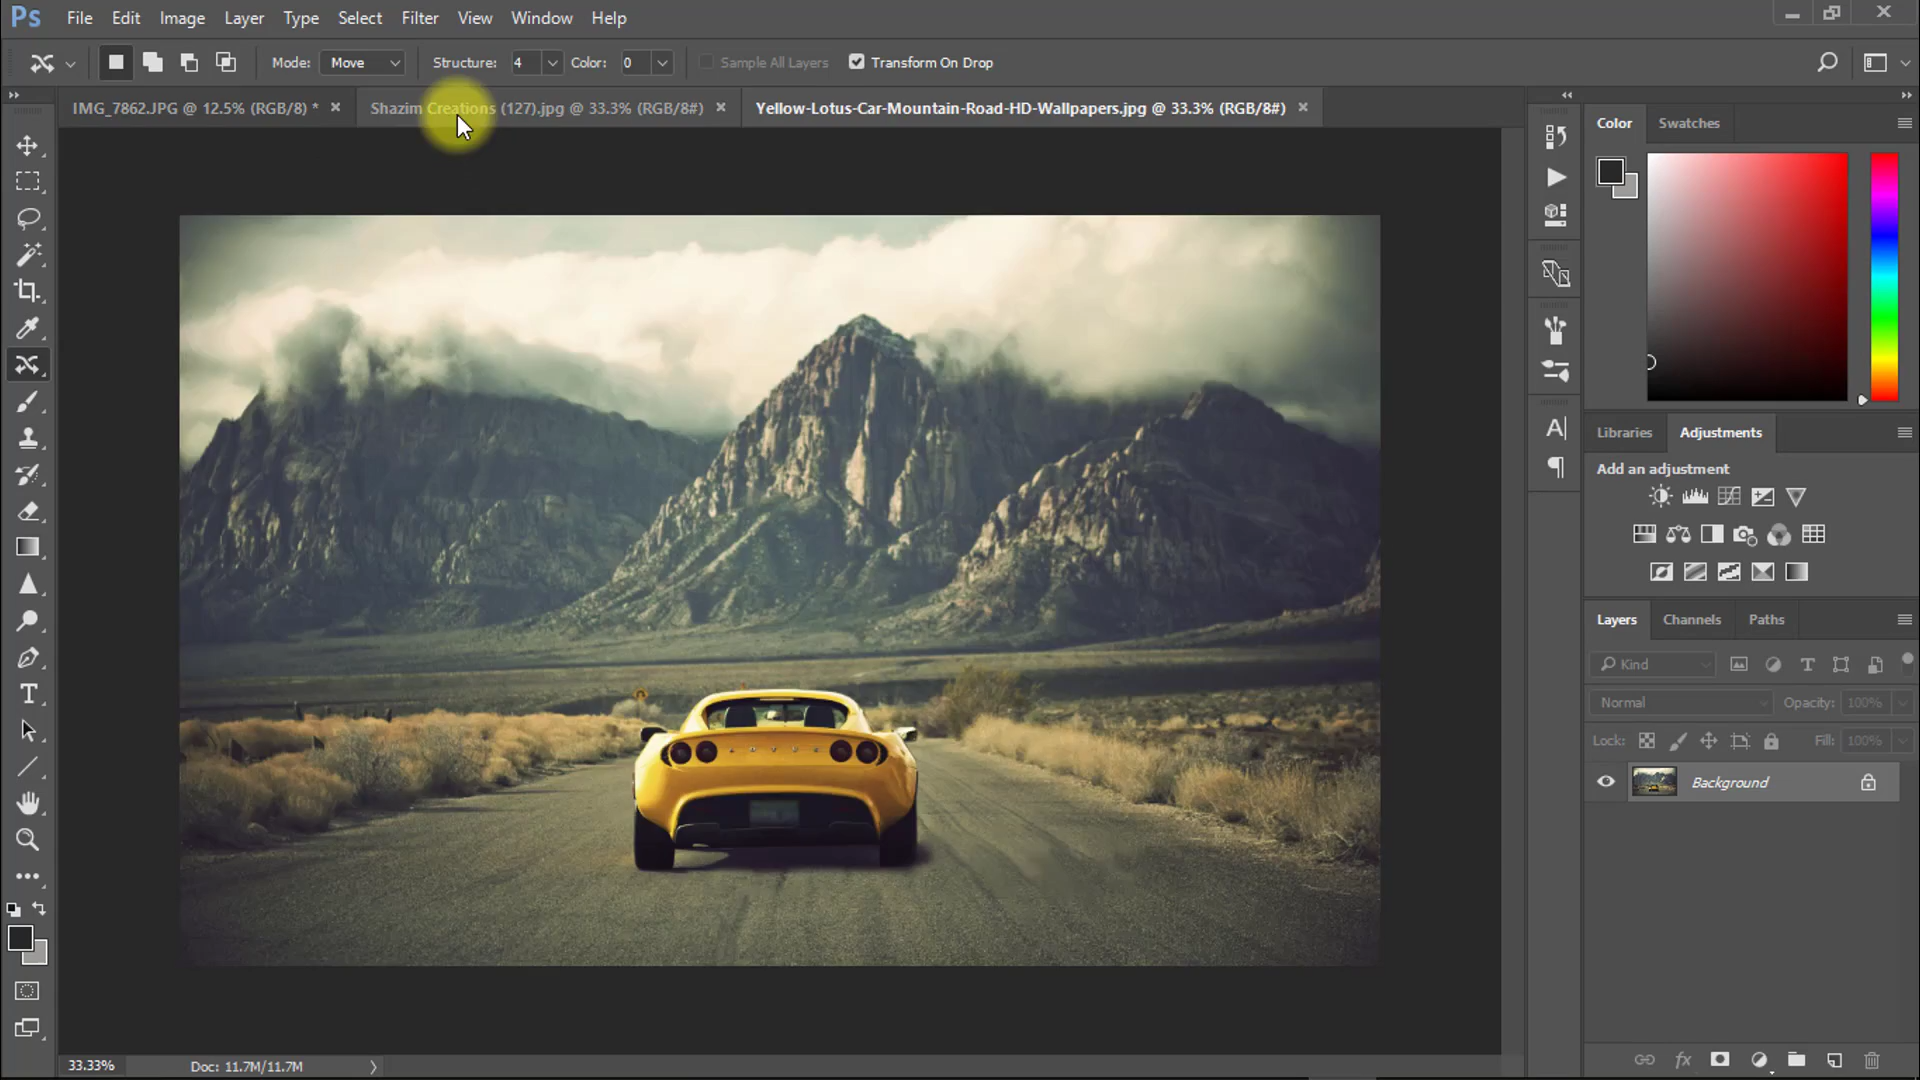 Ps File Edit Image Layer Type Select Filter View Window Help
Mode: Move Structure: 4 Color: 0 Sample All Layers Transform On Drop
IMG_7862.JPG @ 12.5% (RGB/8) * Shazim Creations (127).jpg @ 33.3% (RGB/8#) Yellow-Lotus-Car-Mountain-Road-HD-Wallpapers.jpg @ 33.3% (RGB/8#)
Color Swatches
Libraries Adjustments
Add an adjustment
Layers Channels Paths
Kind
Normal Opacity: 100%
Lock: Fill: 100%
LOTUS
Background
33.33% Doc: 11.7M/11.7M
fx